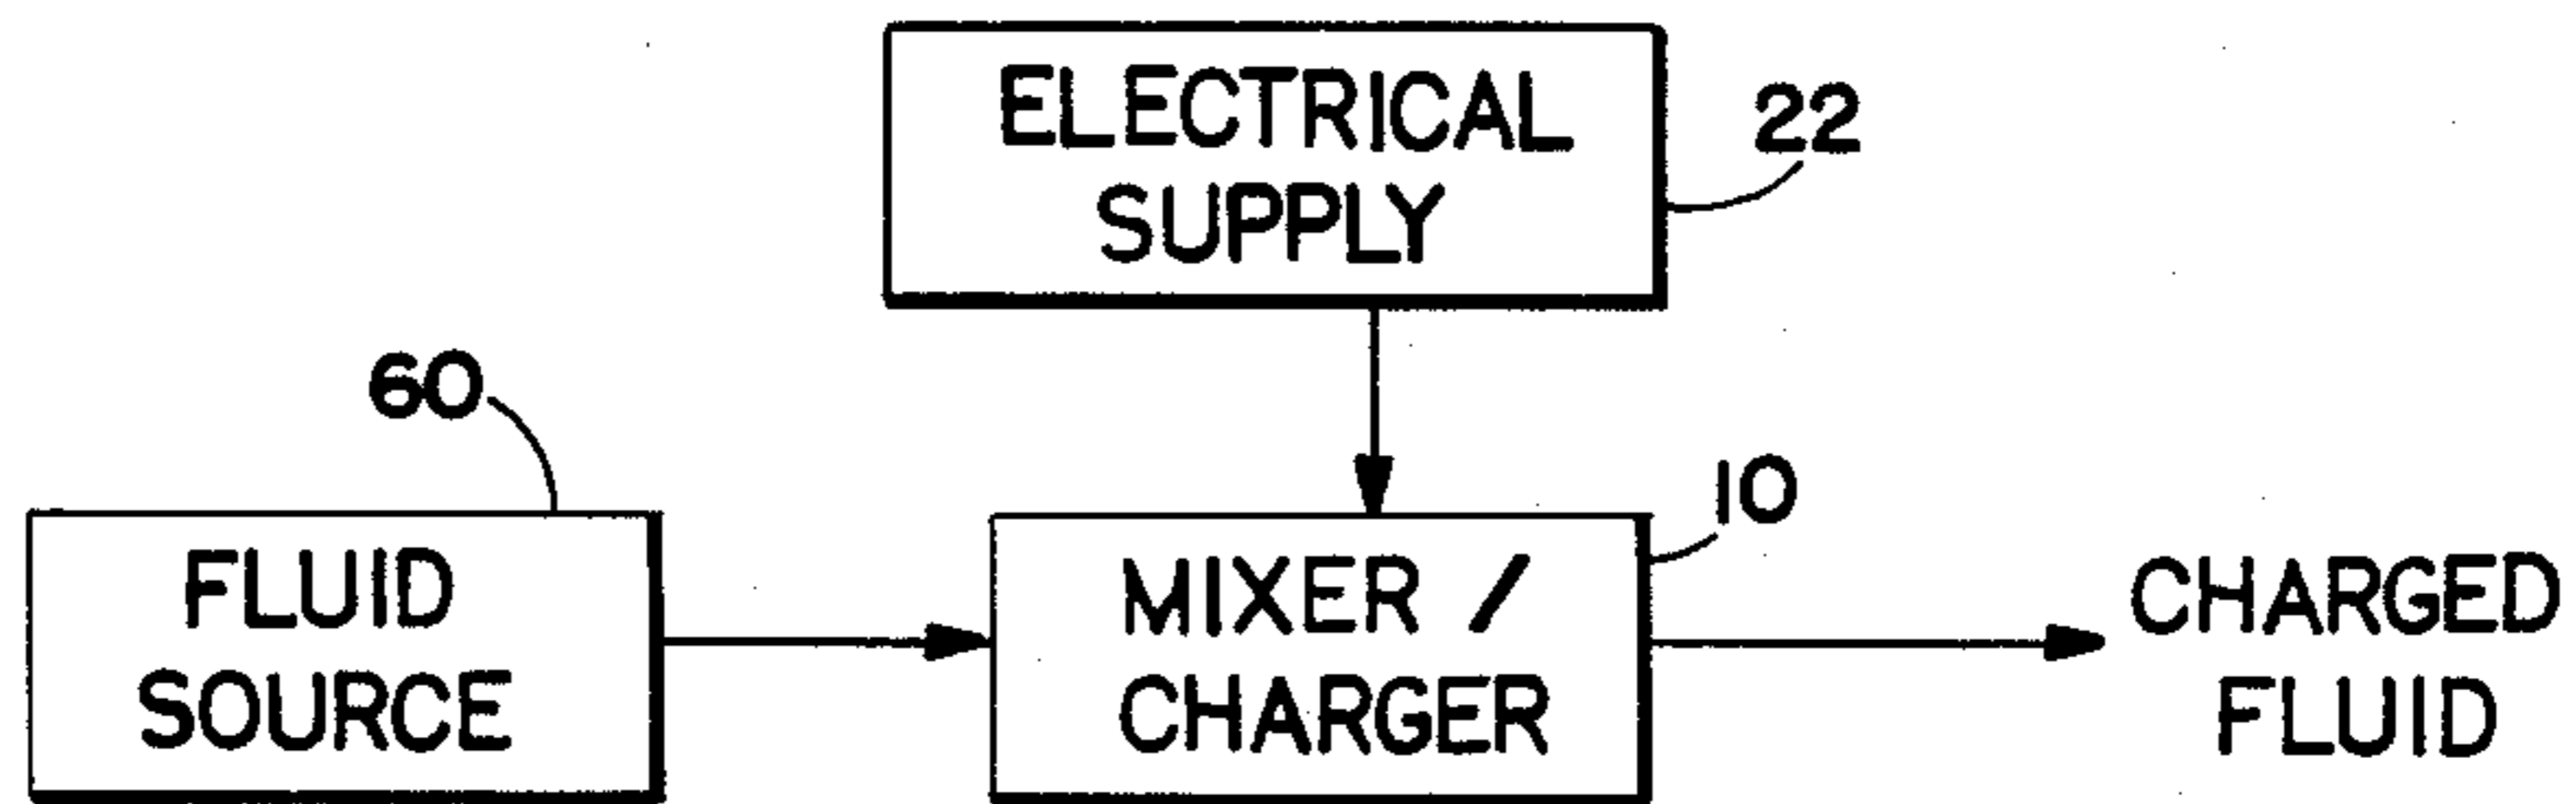 ELECTRICAL
SUPPLY
22
60
FLUID
SOURCE
10
MIXER /
CHARGER
CHARGED
FLUID